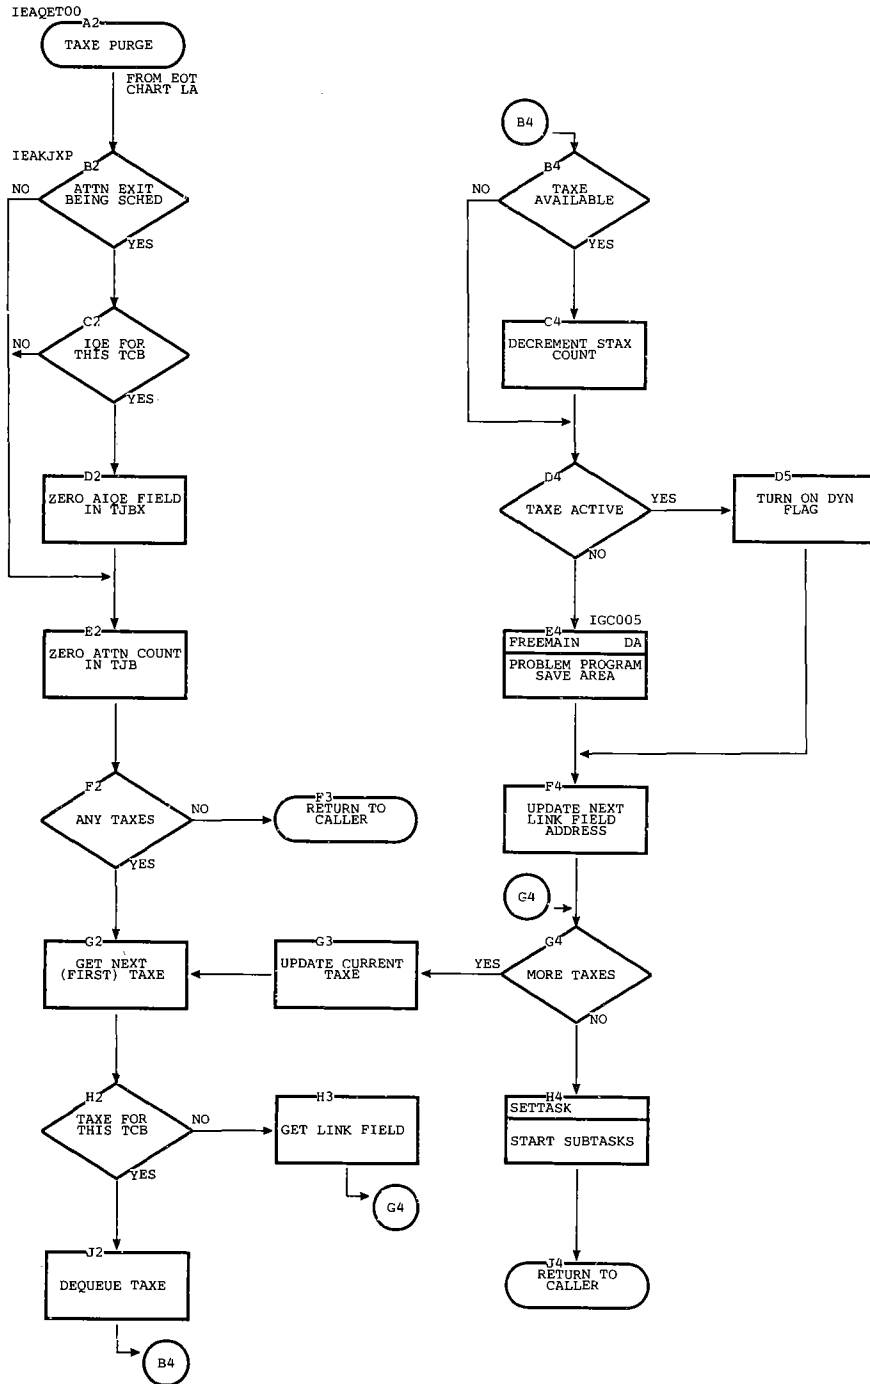 IEAQET00
A2
TAXE PURGE
FROM EOT
CHART LA
IEAKJXP
B2
NO
ATTN EXIT
BEING SCHED
YES
C2
NO
IQE FOR
THIS TCB
YES
D2
ZERO AIQE FIELD
IN TJBX
E2
ZERO ATTN COUNT
IN TJB
F2
ANY TAXES
NO
YES
F3
RETURN TO
CALLER
G2
GET NEXT
(FIRST) TAXE
G3
UPDATE CURRENT
TAXE
H2
TAXE FOR
THIS TCB
NO
YES
H3
GET LINK FIELD
G4
J2
DEQUEUE TAXE
B4
B4
B4
NO
TAXE
AVAILABLE
YES
C4
DECREMENT STAX
COUNT
D4
TAXE ACTIVE
YES
NO
D5
TURN ON DYN
FLAG
IGC005
E4
FREEMAIN DA
PROBLEM PROGRAM
SAVE AREA
F4
UPDATE NEXT
LINK FIELD
ADDRESS
G4
G4
YES
MORE TAXES
NO
H4
SETTASK
START SUBTASKS
J4
RETURN TO
CALLER